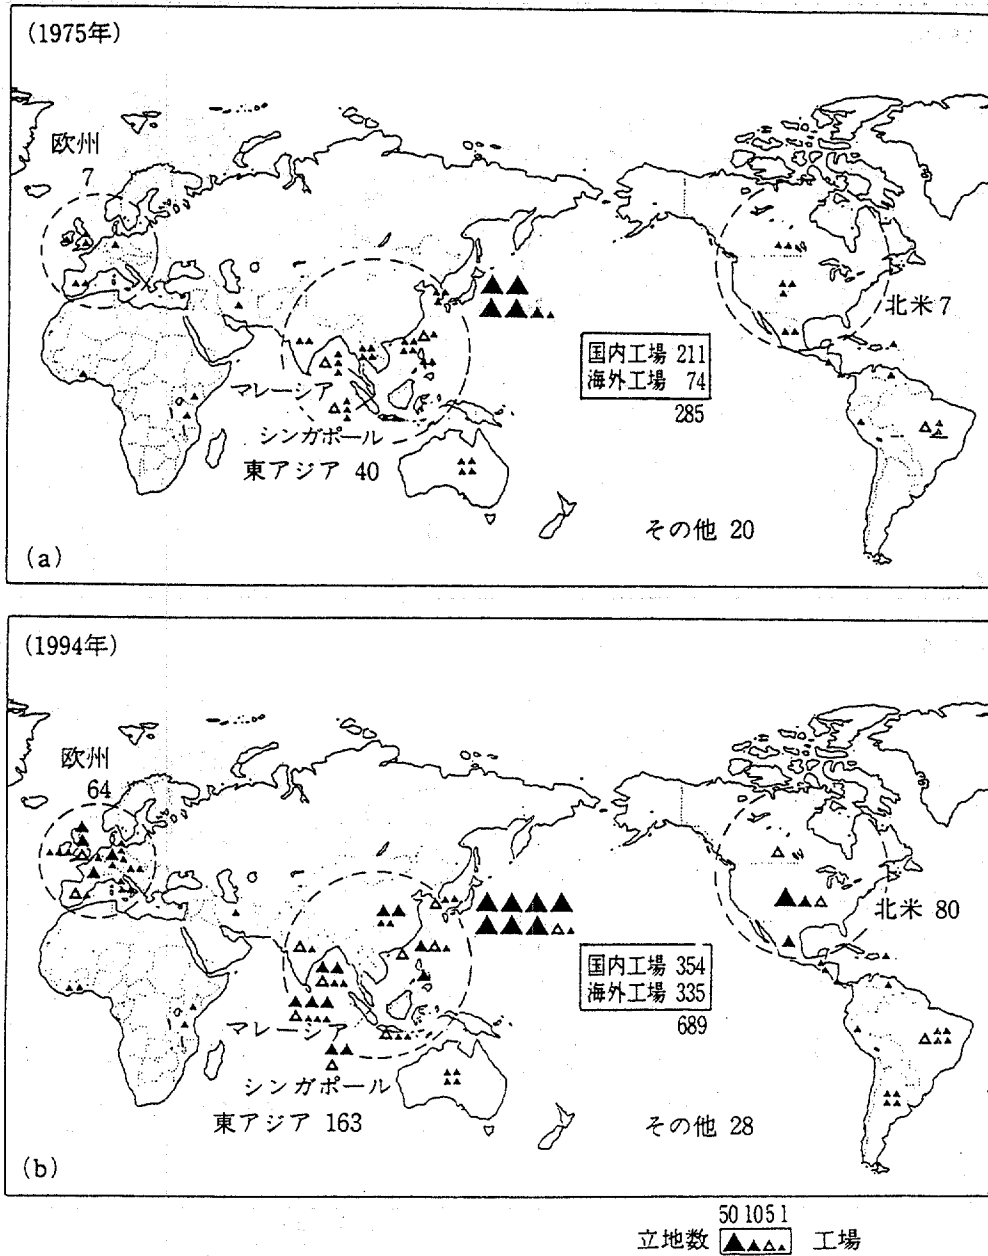 (1975年)
欧州
7
北米 7
国内工場 211
海外工場 74
285
マレーシア
シンガポール
東アジア 40
その他 20
(a)
(1994年)
欧州
64
北米 80
国内工場 354
海外工場 335
689
マレーシア
シンガポール
東アジア 163
その他 28
(b)
50 10 5 1
立地数 工場